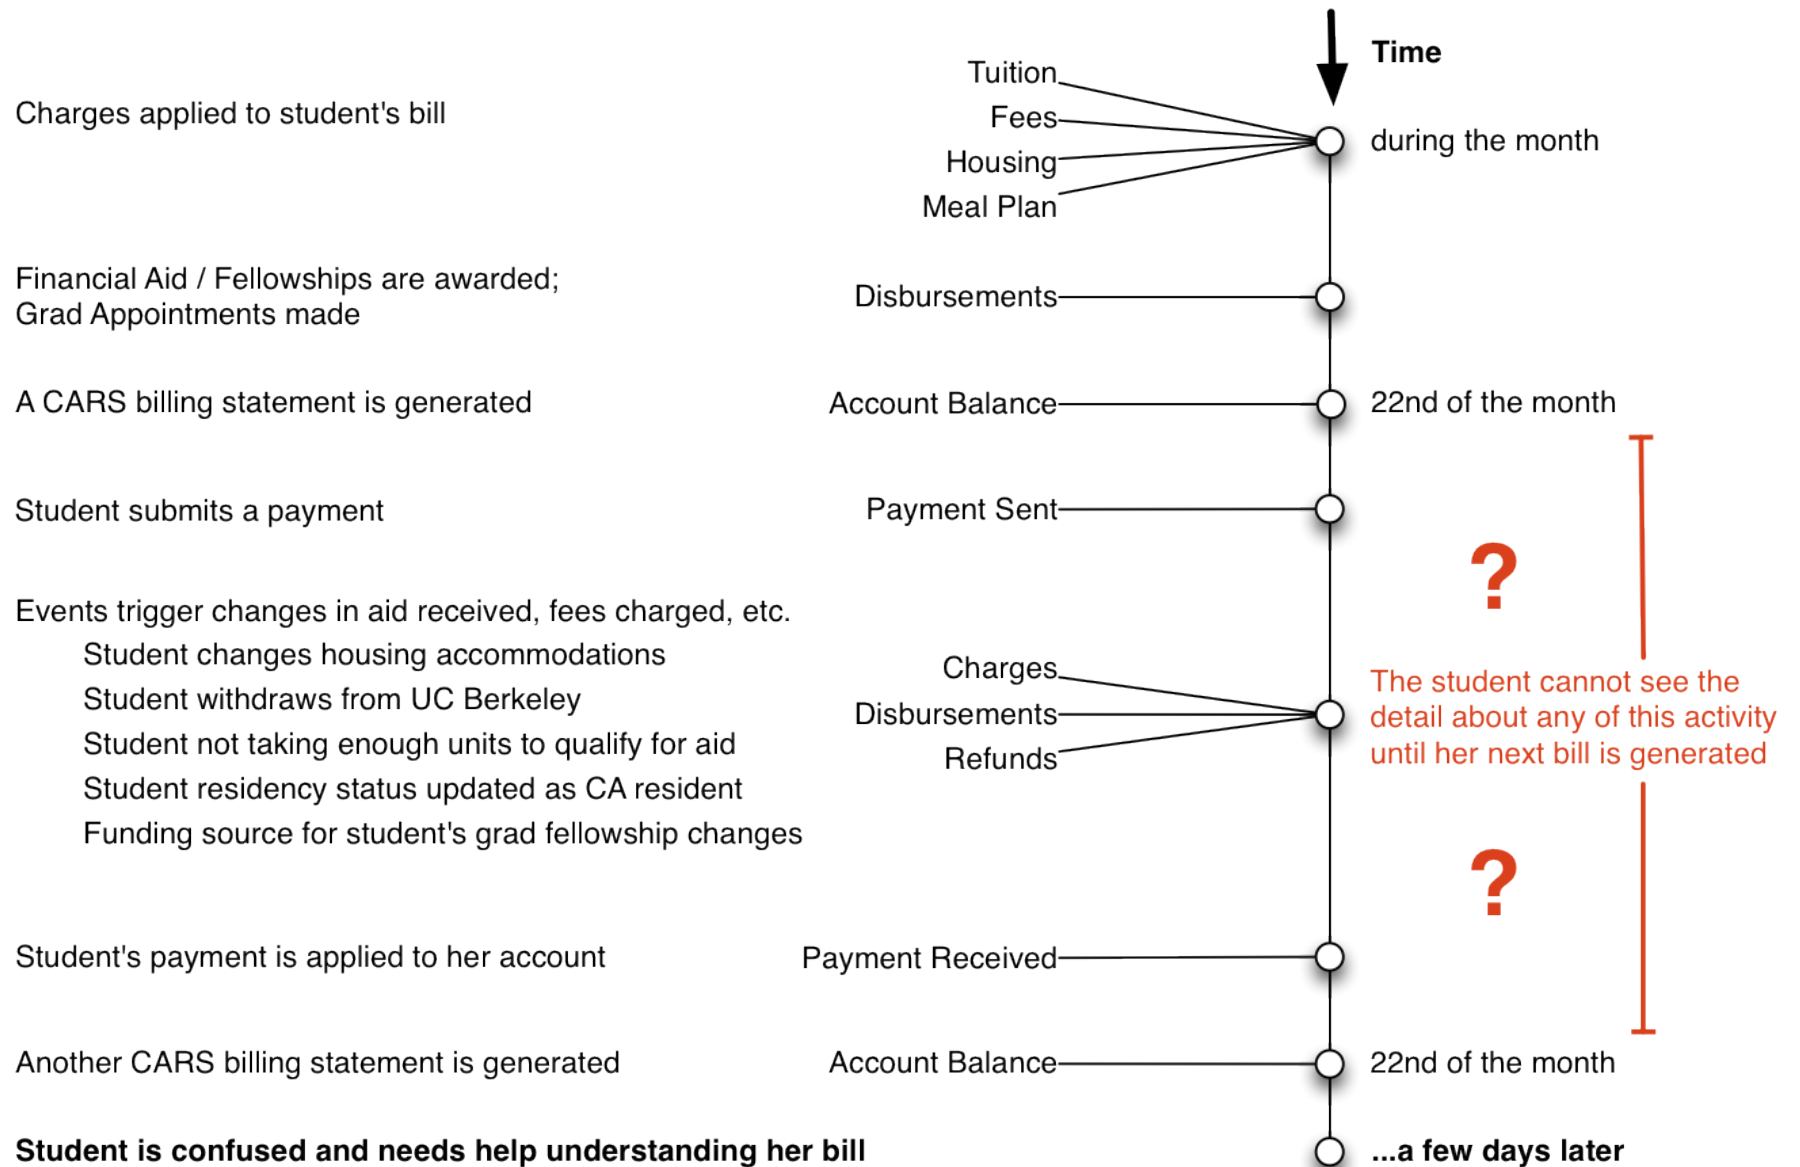 Time
Charges applied to student's bill
Tuition
Fees
Housing
Meal Plan
during the month
Financial Aid / Fellowships are awarded;
Grad Appointments made
Disbursements
A CARS billing statement is generated
Account Balance
22nd of the month
Student submits a payment
Payment Sent
?
Events trigger changes in aid received, fees charged, etc.
Student changes housing accommodations
Student withdraws from UC Berkeley
Student not taking enough units to qualify for aid
Student residency status updated as CA resident
Funding source for student's grad fellowship changes
Charges
Disbursements
Refunds
The student cannot see the
detail about any of this activity
until her next bill is generated
?
Student's payment is applied to her account
Payment Received
Another CARS billing statement is generated
Account Balance
22nd of the month
Student is confused and needs help understanding her bill
...a few days later